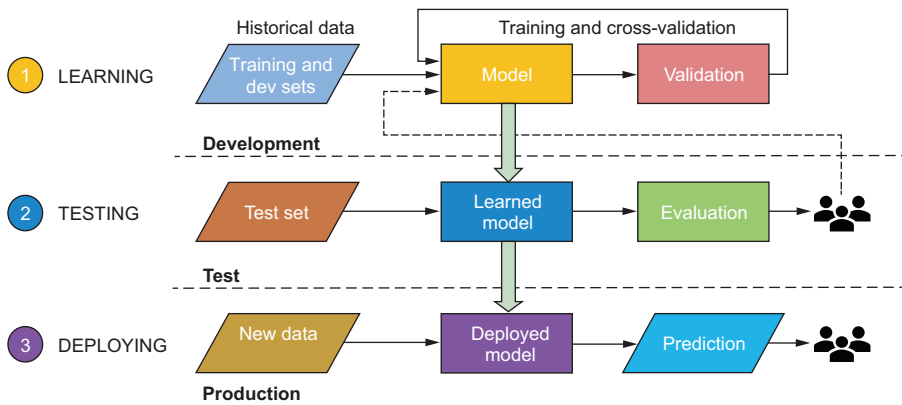 Historical data
Training and cross-validation
1
LEARNING
Training and
dev sets
Model
Validation
Development
2
TESTING
Test set
Learned
model
Evaluation
Test
3
DEPLOYING
New data
Deployed
model
Prediction
Production